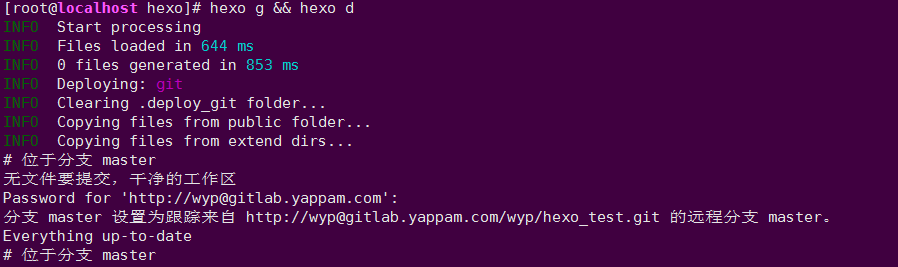 [root@localhost hexo]# hexo g && hexo d
INFO  Start processing
INFO  Files loaded in 644 ms
INFO  0 files generated in 853 ms
INFO  Deploying: git
INFO  Clearing .deploy_git folder...
INFO  Copying files from public folder...
INFO  Copying files from extend dirs...
# 位于分支 master
无文件要提交，干净的工作区
Password for 'http://wyp@gitlab.yappam.com':
分支 master 设置为跟踪来自 http://wyp@gitlab.yappam.com/wyp/hexo_test.git 的远程分支 master。
Everything up-to-date
# 位于分支 master